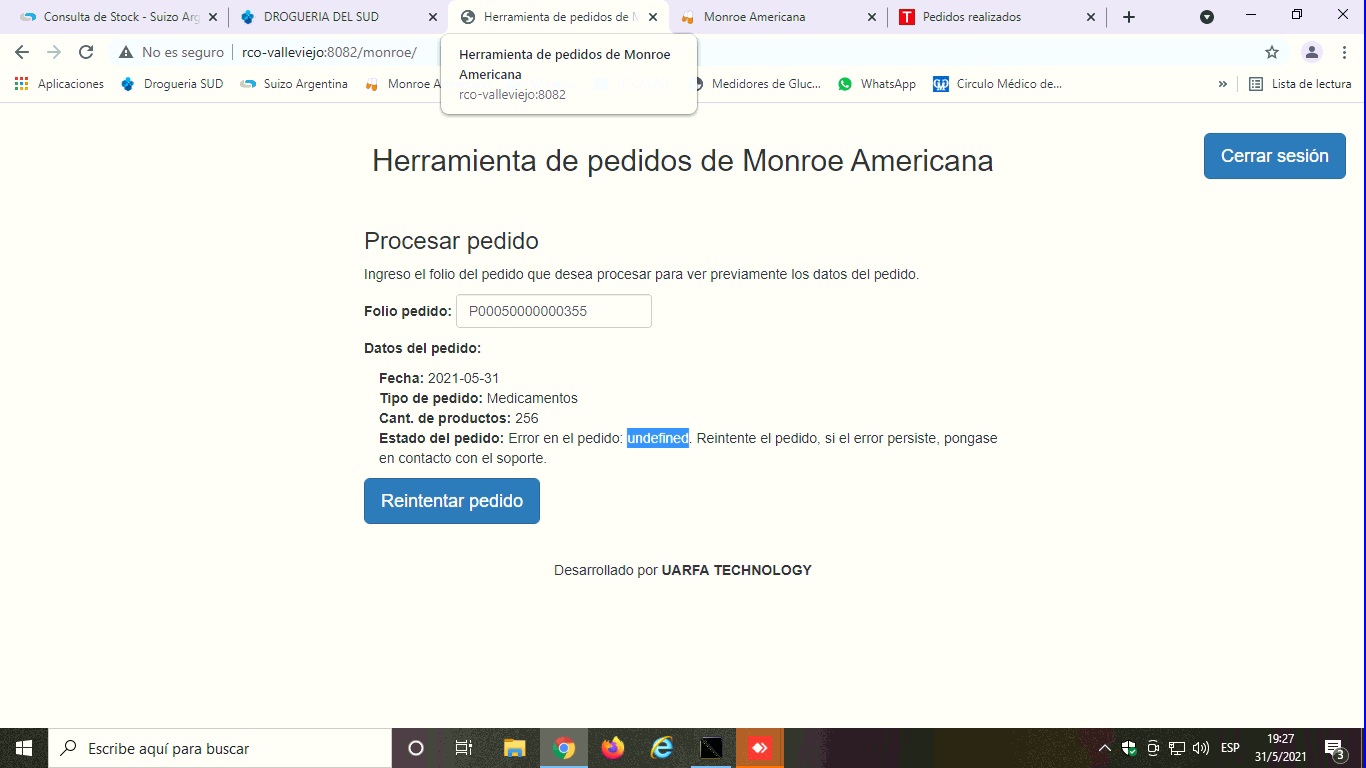 Consulta de Stock - Suizo Arg
DROGUERIA DEL SUD
Herramienta de pedidos de M
Monroe Americana
T Pedidos realizados
No es seguro
rco-valleviejo:8082/monroe/
Herramienta de pedidos de Monroe
Americana
rco-valleviejo:8082
Aplicaciones
Drogueria SUD
Suizo Argentina
Monroe A
Medidores de Gluc...
WhatsApp
Circulo Médico de...
»
Lista de lectura
Herramienta de pedidos de Monroe Americana
Cerrar sesión
Procesar pedido
Ingreso el folio del pedido que desea procesar para ver previamente los datos del pedido.
Folio pedido: P00050000000355
Datos del pedido:
Fecha: 2021-05-31
Tipo de pedido: Medicamentos
Cant. de productos: 256
Estado del pedido: Error en el pedido: undefined. Reintente el pedido, si el error persiste, pongase
en contacto con el soporte.
Reintentar pedido
Desarrollado por UARFA TECHNOLOGY
Escribe aquí para buscar
ESP
19:27
31/5/2021
3